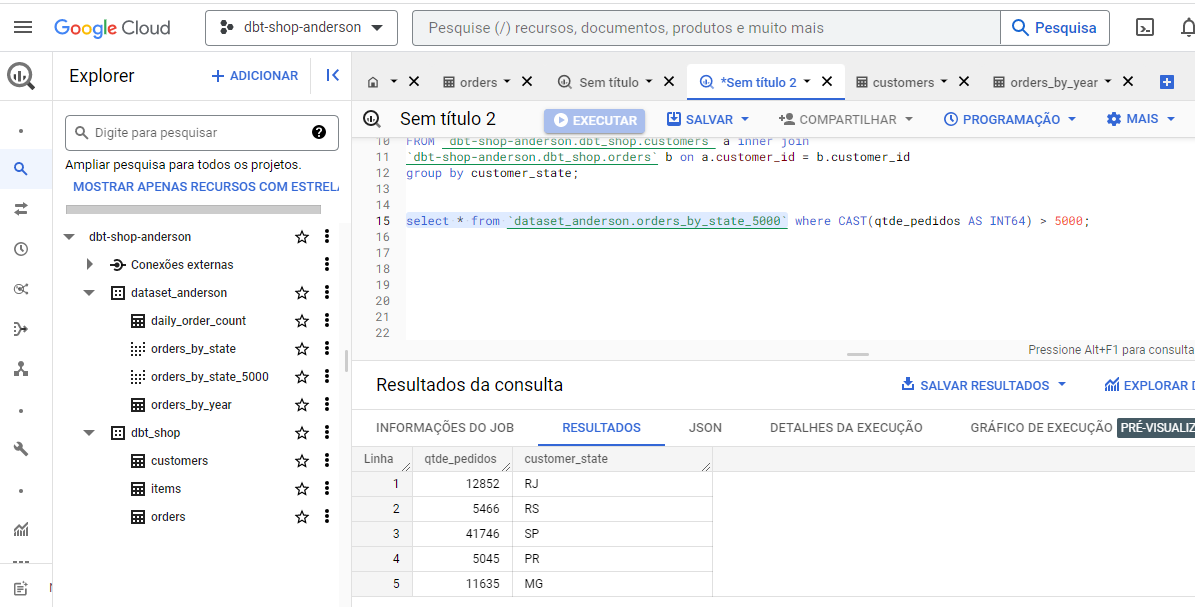 Google Cloud
dbt-shop-anderson
Pesquise (/) recursos, documentos, produtos e muito mais
Pesquisa
Explorer
ADICIONAR
Digite para pesquisar
Ampliar pesquisa para todos os projetos.
MOSTRAR APENAS RECURSOS COM ESTRELA
dbt-shop-anderson
Conexões externas
dataset_anderson
daily_order_count
orders_by_state
orders_by_state_5000
orders_by_year
dbt_shop
customers
items
orders
orders
Sem título
*Sem título 2
customers
orders_by_year
Sem título 2
EXECUTAR
SALVAR
COMPARTILHAR
PROGRAMAÇÃO
MAIS
10 FROM `dbt-shop-anderson.dbt_shop.customers` a inner join
11 `dbt-shop-anderson.dbt_shop.orders` b on a.customer_id = b.customer_id
12 group by customer_state;
13
14
15 select * from `dataset_anderson.orders_by_state_5000` where CAST(qtde_pedidos AS INT64) > 5000;
16
17
18
19
20
21
22
Pressione Alt+F1 para consulta
Resultados da consulta
SALVAR RESULTADOS
EXPLORAR D
INFORMAÇÕES DO JOB
RESULTADOS
JSON
DETALHES DA EXECUÇÃO
GRÁFICO DE EXECUÇÃO
PRÉ-VISUALIZ
Linha qtde_pedidos customer_state
1 12852 RJ
2 5466 RS
3 41746 SP
4 5045 PR
5 11635 MG